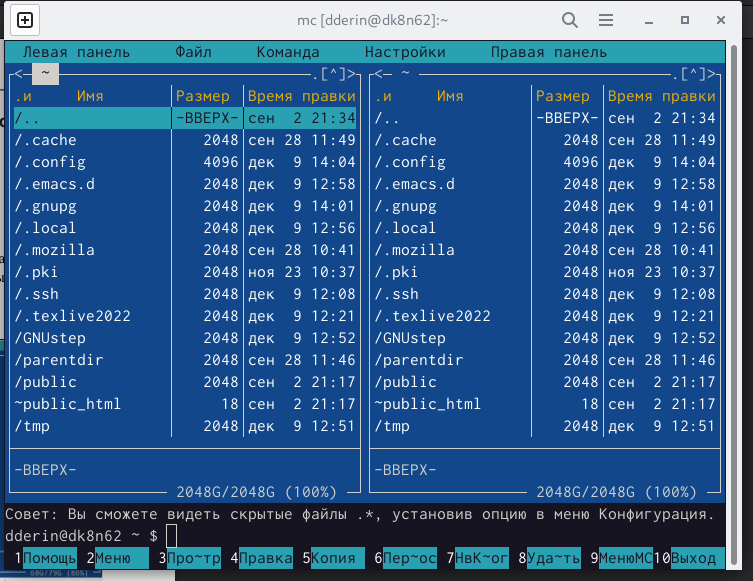 mc [dderin@dk8n62]:~
Левая панель Файл Команда Настройки Правая панель
<— ~ .[^]> <— ~ .[^]>
.и Имя Размер Время правки .и Имя Размер Время правки
/.. -ВВЕРХ- сен 2 21:34 /.. -ВВЕРХ- сен 2 21:34
/.cache 2048 сен 28 11:49 /.cache 2048 сен 28 11:49
/.config 4096 дек 9 14:04 /.config 4096 дек 9 14:04
/.emacs.d 2048 дек 9 12:58 /.emacs.d 2048 дек 9 12:58
/.gnupg 2048 дек 9 14:01 /.gnupg 2048 дек 9 14:01
/.local 2048 дек 9 12:56 /.local 2048 дек 9 12:56
/.mozilla 2048 сен 28 10:41 /.mozilla 2048 сен 28 10:41
/.pki 2048 ноя 23 10:37 /.pki 2048 ноя 23 10:37
/.ssh 2048 дек 9 12:08 /.ssh 2048 дек 9 12:08
/.texlive2022 2048 дек 9 12:21 /.texlive2022 2048 дек 9 12:21
/GNUstep 2048 дек 9 12:52 /GNUstep 2048 дек 9 12:52
/parentdir 2048 сен 28 11:46 /parentdir 2048 сен 28 11:46
/public 2048 сен 2 21:17 /public 2048 сен 2 21:17
~public_html 18 сен 2 21:17 ~public_html 18 сен 2 21:17
/tmp 2048 дек 9 12:51 /tmp 2048 дек 9 12:51
-ВВЕРХ- -ВВЕРХ-
2048G/2048G (100%) 2048G/2048G (100%)
Совет: Вы сможете видеть скрытые файлы .*, установив опцию в меню Конфигурация.
dderin@dk8n62 ~ $
1Помощь 2Меню 3Про~тр 4Правка 5Копия 6Пер~ос 7НвК~ог 8Уда~ть 9МенюMC 10Выход
68G/79G (86%)